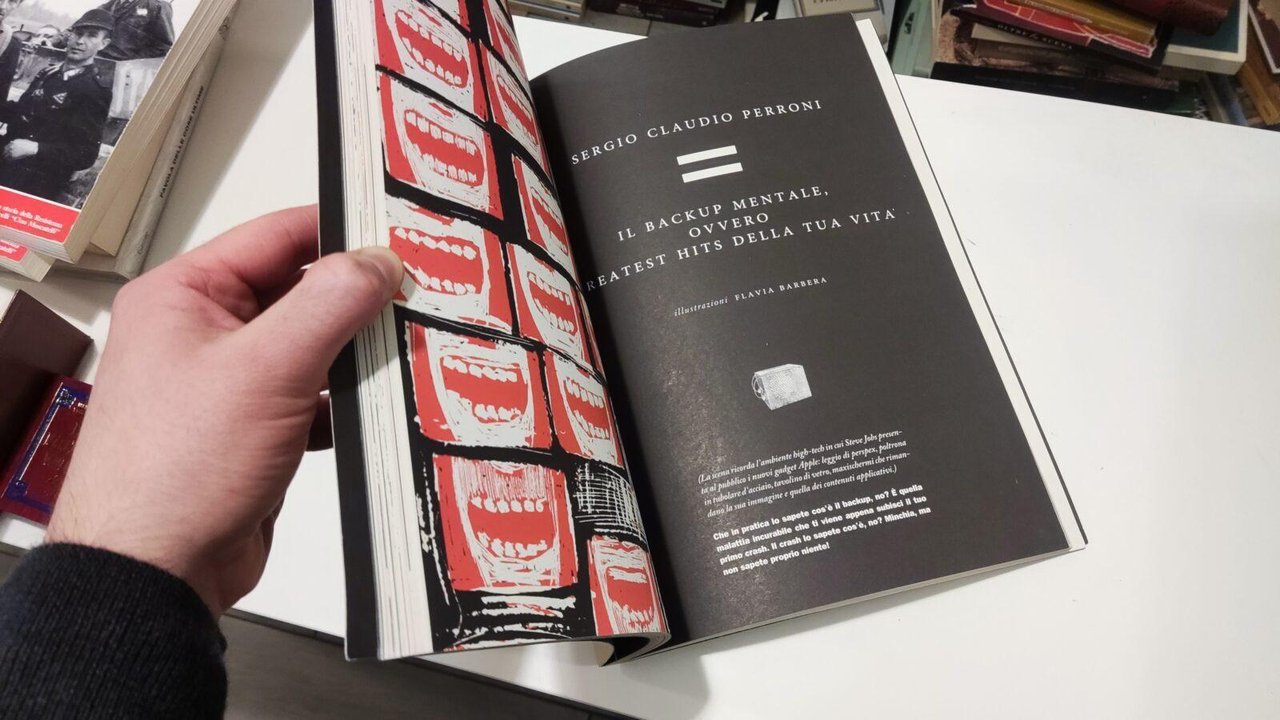 SERGIO CLAUDIO PERRONI
=
IL BACKUP MENTALE,
OVVERO
REATEST HITS DELLA TUA VITA
illustrazioni FLAVIA BARBERA
(La scena ricorda l'ambiente high-tech in cui Steve Jobs presen-
ta al pubblico i nuovi gadget Apple: leggio di perspex, poltrona
in tubolare d'acciaio, tavolino di vetro, maxischermi che riman-
dano la sua immagine e quella dei contenuti applicativi.)
Che in pratica lo sapete cos'è il backup, no? È quella
malattia incurabile che ti viene appena subisci il tuo
primo crash. Il crash lo sapete cos'è, no? Minchia, ma
non sapete proprio niente!
storia della Resistenza